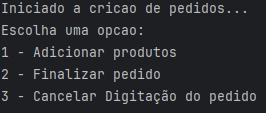 Iniciado a cricao de pedidos...
Escolha uma opcao:
1 - Adicionar produtos
2 - Finalizar pedido
3 - Cancelar Digitação do pedido